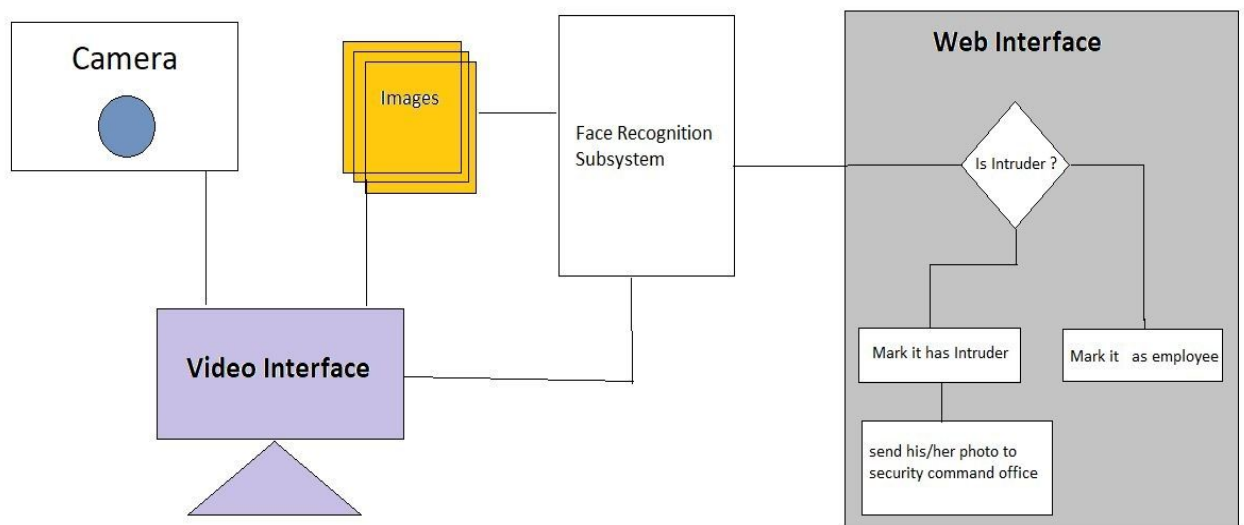 Camera
Images
Face Recognition
Subsystem
Video Interface
Web Interface
Is Intruder ?
Mark it has Intruder
Mark it as employee
send his/her photo to
security command office